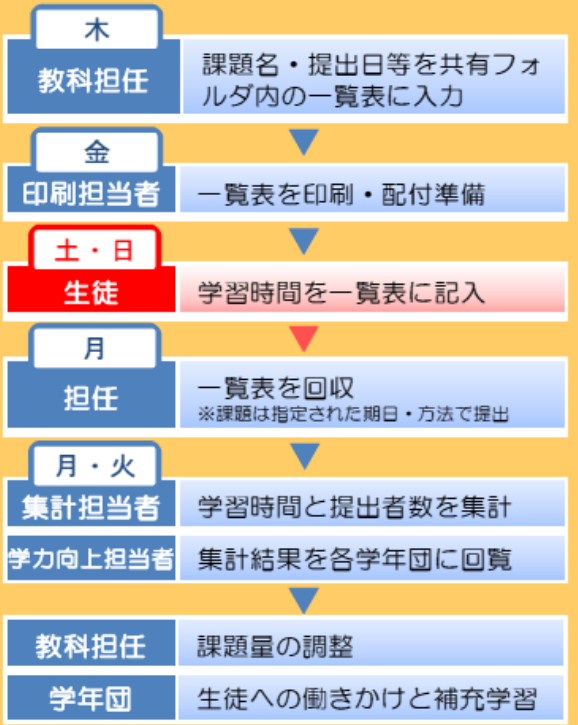 木
教科担任
課題名・提出日等を共有フォ
ルダ内の一覧表に入力
金
印刷担当者
一覧表を印刷・配付準備
土・日
生徒
学習時間を一覧表に記入
月
担任
一覧表を回収
※課題は指定された期日・方法で提出
月・火
集計担当者
学習時間と提出者数を集計
学力向上担当者
集計結果を各学年団に回覧
教科担任
課題量の調整
学年団
生徒への働きかけと補充学習